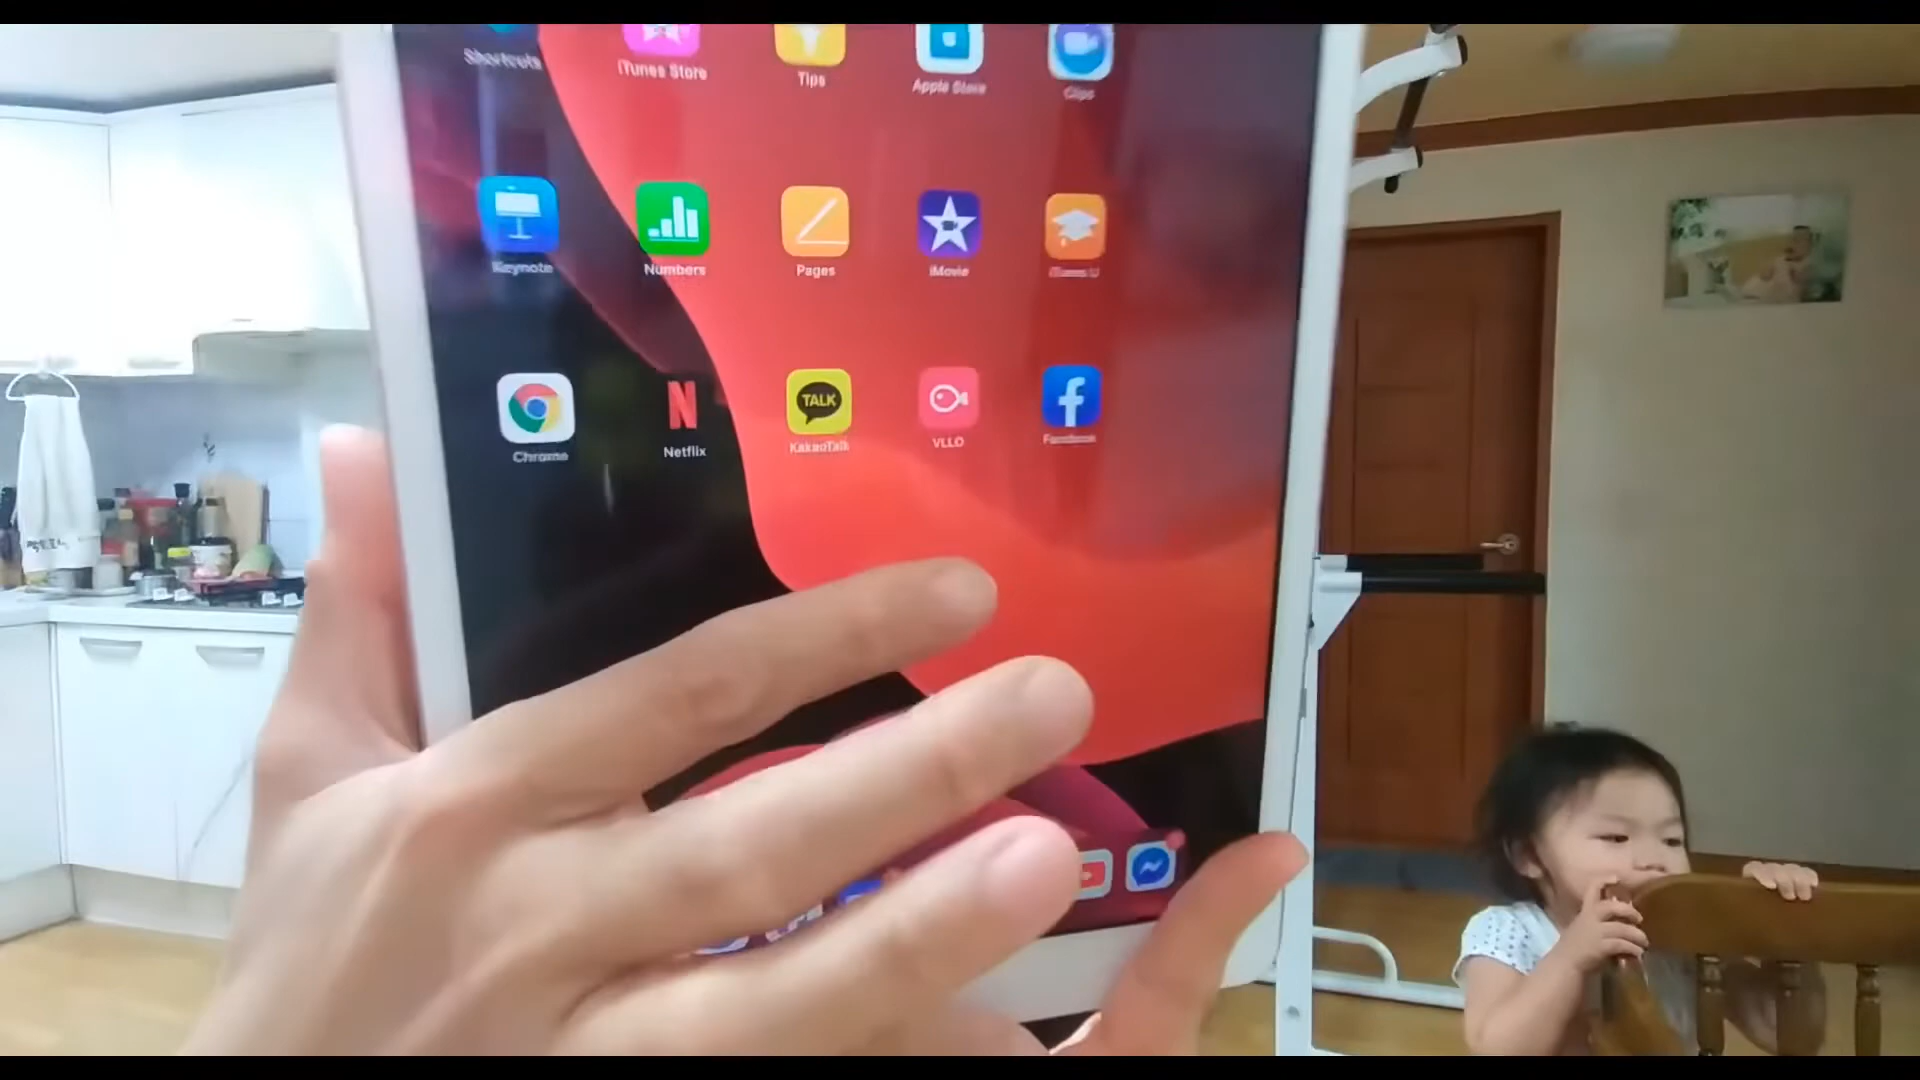 Shortcuts
iTunes Store
Tips
Apple Store
Clips
Keynote
Numbers
Pages
iMovie
iTunes U
Chrome
N
Netflix
TALK
KakaoTalk
VLLO
f
Facebook